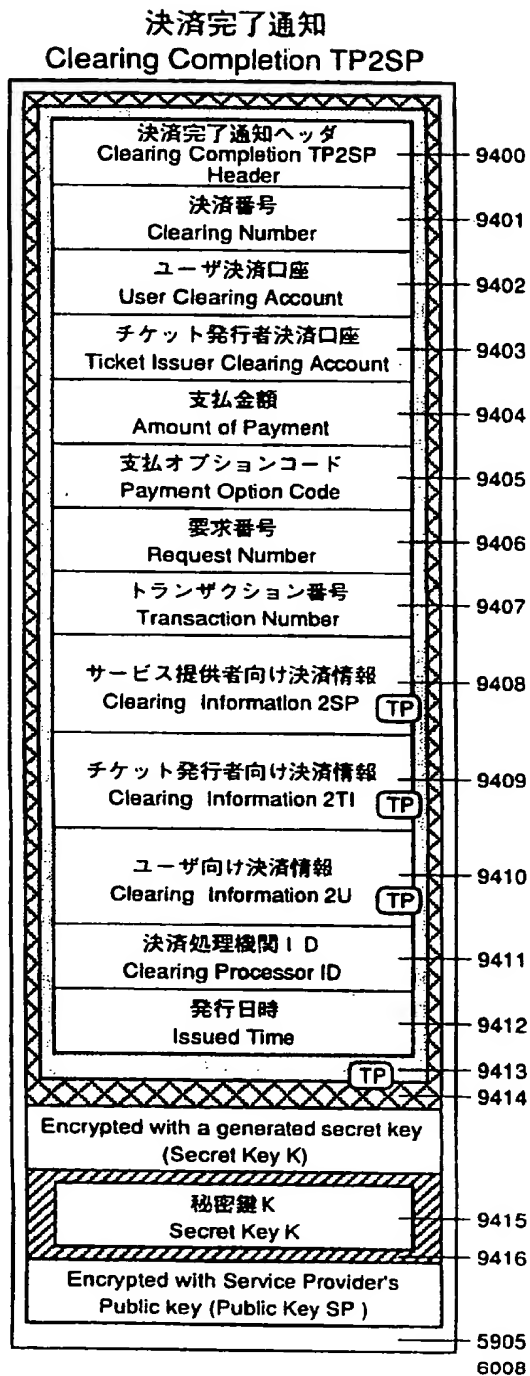 決済完了通知
Clearing Completion TP2SP
決済完了通知ヘッダ
Clearing Completion TP2SP
Header
9400
決済番号
Clearing Number
9401
ユーザ決済口座
User Clearing Account
9402
チケット発行者決済口座
Ticket Issuer Clearing Account
9403
支払金額
Amount of Payment
9404
支払オプションコード
Payment Option Code
9405
要求番号
Request Number
9406
トランザクション番号
Transaction Number
9407
サービス提供者向け決済情報
Clearing Information 2SP
TP
9408
チケット発行者向け決済情報
Clearing Information 2TI
TP
9409
ユーザ向け決済情報
Clearing Information 2U
TP
9410
決済処理機関ID
Clearing Processor ID
9411
発行日時
Issued Time
9412
TP
9413
9414
Encrypted with a generated secret key
(Secret Key K)
秘密鍵K
Secret Key K
9415
9416
Encrypted with Service Provider's
Public key (Public Key SP )
5905
6008